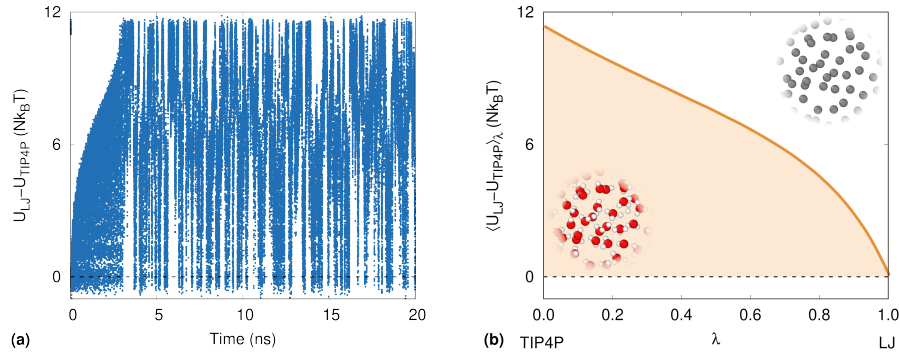 12
6
0
U_LJ–U_TIP4P (Nk_BT)
0
5
10
15
20
(a)
Time (ns)
12
6
0
⟨U_LJ–U_TIP4P⟩_λ (Nk_BT)
0.0
0.2
0.4
0.6
0.8
1.0
(b)
TIP4P
λ
LJ